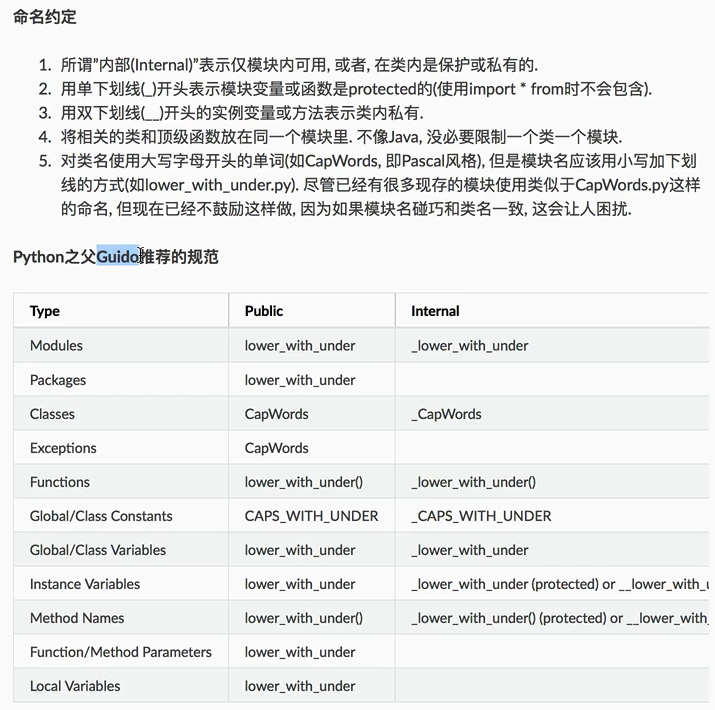 命名约定
1. 所谓"内部(Internal)"表示仅模块内可用, 或者, 在类内是保护或私有的.
2. 用单下划线(_)开头表示模块变量或函数是protected的(使用import * from时不会包含).
3. 用双下划线(__)开头的实例变量或方法表示类内私有.
4. 将相关的类和顶级函数放在同一个模块里. 不像Java, 没必要限制一个类一个模块.
5. 对类名使用大写字母开头的单词(如CapWords, 即Pascal风格), 但是模块名应该用小写加下划
线的方式(如lower_with_under.py). 尽管已经有很多现存的模块使用类似于CapWords.py这样
的命名, 但现在已经不鼓励这样做, 因为如果模块名碰巧和类名一致, 这会让人困扰.
Python之父Guido推荐的规范
Type Public Internal
Modules lower_with_under _lower_with_under
Packages lower_with_under
Classes CapWords _CapWords
Exceptions CapWords
Functions lower_with_under() _lower_with_under()
Global/Class Constants CAPS_WITH_UNDER _CAPS_WITH_UNDER
Global/Class Variables lower_with_under _lower_with_under
Instance Variables lower_with_under _lower_with_under (protected) or __lower_with_u
Method Names lower_with_under() _lower_with_under() (protected) or __lower_with_
Function/Method Parameters lower_with_under
Local Variables lower_with_under